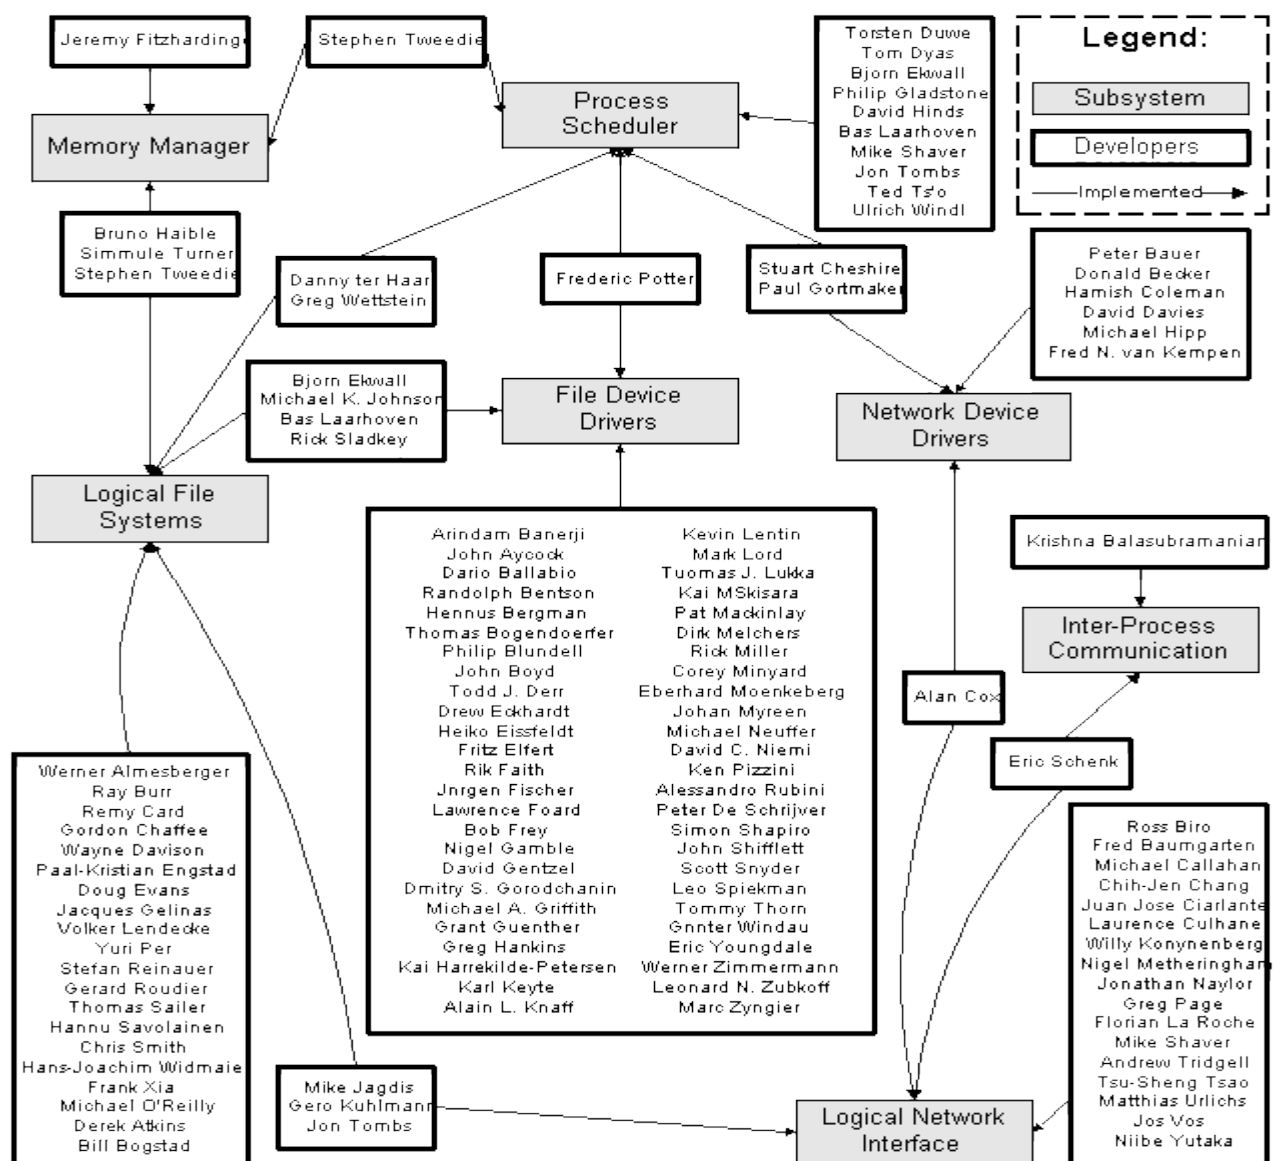 Jeremy Fitzharding
Stephen Tweedie
Torsten Duwe
Tom Dyas
Bjorn Ekwall
Philip Gladstone
David Hinds
Bas Laarhoven
Mike Shaver
Jon Tombs
Ted Ts'o
Ulrich Windl
Legend:
Subsystem
Developers
Implemented
Memory Manager
Process
Scheduler
Bruno Haible
Simmule Turner
Stephen Tweedie
Danny ter Haar
Greg Wettstein
Frederic Potter
Stuart Cheshire
Paul Gortmaker
Peter Bauer
Donald Becker
Hamish Coleman
David Davies
Michael Hipp
Fred N. van Kempen
Bjorn Ekwall
Michael K. Johnson
Bas Laarhoven
Rick Sladkey
File Device
Drivers
Network Device
Drivers
Logical File
Systems
Arindam Banerji
John Aycock
Dario Ballabio
Randolph Bentson
Hennus Bergman
Thomas Bogendoerfer
Philip Blundell
John Boyd
Todd J. Derr
Drew Eckhardt
Heiko Eissfeldt
Fritz Elfert
Rik Faith
Jnrgen Fischer
Lawrence Foard
Bob Frey
Nigel Gamble
David Gentzel
Dmitry S. Gorodchanin
Michael A. Griffith
Grant Guenther
Greg Hankins
Kai Harrekilde-Petersen
Karl Keyte
Alain L. Knaff
Kevin Lentin
Mark Lord
Tuomas J. Lukka
Kai MSkisara
Pat Mackinlay
Dirk Melchers
Rick Miller
Corey Minyard
Eberhard Moenkeberg
Johan Myreen
Michael Neuffer
David C. Niemi
Ken Pizzini
Alessandro Rubini
Peter De Schrijver
Simon Shapiro
John Shifflett
Scott Snyder
Leo Spiekman
Tommy Thorn
Gnnter Windau
Eric Youngdale
Werner Zimmermann
Leonard N. Zubkoff
Marc Zyngier
Krishna Balasubramanian
Inter-Process
Communication
Alan Cox
Eric Schenk
Werner Almesberger
Ray Burr
Remy Card
Gordon Chaffee
Wayne Davison
Paal-Kristian Engstad
Doug Evans
Jacques Gelinas
Volker Lendecke
Yuri Per
Stefan Reinauer
Gerard Roudier
Thomas Sailer
Hannu Savolainen
Chris Smith
Hans-Joachim Widmaie
Frank Xia
Michael O'Reilly
Derek Atkins
Bill Bogstad
Mike Jagdis
Gero Kuhlmann
Jon Tombs
Logical Network
Interface
Ross Biro
Fred Baumgarten
Michael Callahan
Chih-Jen Chang
Juan Jose Ciarlante
Laurence Culhane
Willy Konynenberg
Nigel Metheringham
Jonathan Naylor
Greg Page
Florian La Roche
Mike Shaver
Andrew Tridgell
Tsu-Sheng Tsao
Matthias Urlichs
Jos Vos
Niibe Yutaka